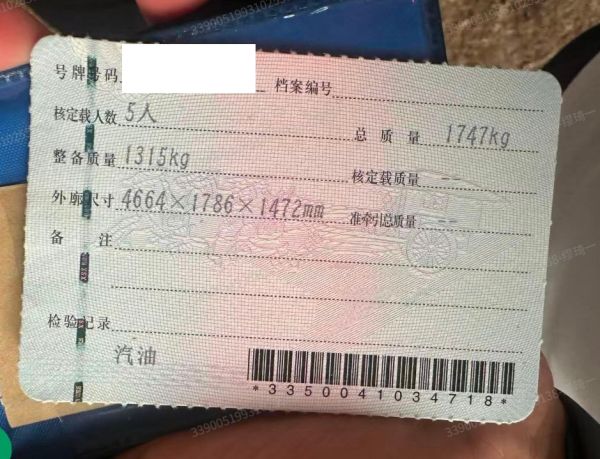 号牌号码
档案编号
核定载人数 5人
总质量 1747kg
整备质量 1315kg
核定载质量 --
外廓尺寸 4664×1786×1472mm
准牵引总质量 --
备注
检验记录
汽油
*3350041034718*